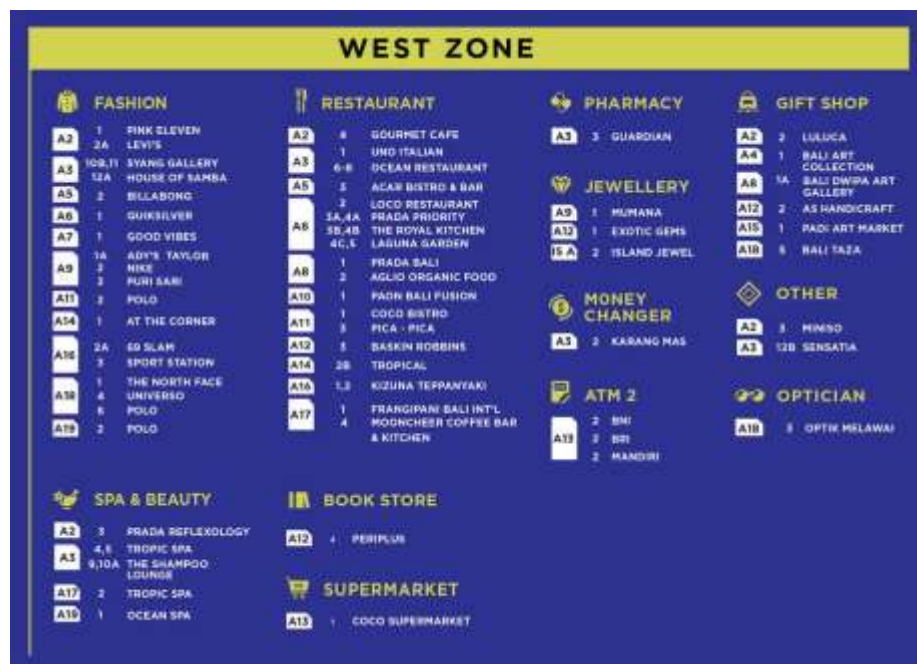 WEST ZONE
FASHION
A2 1 PINK ELEVEN
2A LEVI'S
A3 10B,11 SYANG GALLERY
12A HOUSE OF SAMBA
A5 2 BILLABONG
A6 1 QUIKSILVER
A7 1 GOOD VIBES
A9 1A ADY'S TAYLOR
2 NIKE
3 PURI SARI
A11 2 POLO
A14 1 AT THE CORNER
A16 2A 69 SLAM
3 SPORT STATION
A18 1 THE NORTH FACE
4 UNIVERSO
6 POLO
A19 2 POLO
RESTAURANT
A2 4 GOURMET CAFE
A3 1 UNO ITALIAN
6-8 OCEAN RESTAURANT
A5 3 ACAR BISTRO & BAR
A6 2 LOCO RESTAURANT
3A,4A PRADA PRIORITY
3B,4B THE ROYAL KITCHEN
4C,5 LAGUNA GARDEN
A8 1 PRADA BALI
2 AGLIO ORGANIC FOOD
A10 1 PAON BALI FUSION
A11 1 COCO BISTRO
3 PICA - PICA
A12 3 BASKIN ROBBINS
A14 2B TROPICAL
A16 1,2 KIZUNA TEPPANYAKI
A17 1 FRANGIPANI BALI INT'L
4 MOONCHEER COFFEE BAR
& KITCHEN
PHARMACY
A3 3 GUARDIAN
JEWELLERY
A9 1 MUMANA
A12 1 EXOTIC GEMS
15 A 2 ISLAND JEWEL
MONEY
CHANGER
A3 2 KARANG MAS
ATM 2
A13 2 BNI
2 BRI
2 MANDIRI
GIFT SHOP
A2 2 LULUCA
A4 1 BALI ART
COLLECTION
A8 1A BALI DWIPA ART
GALLERY
A12 2 AS HANDICRAFT
A15 1 PADI ART MARKET
A18 5 BALI TAZA
OTHER
A2 3 MINISO
A3 12B SENSATIA
OPTICIAN
A18 3 OPTIK MELAWAI
SPA & BEAUTY
A2 3 PRADA REFLEXOLOGY
A3 4,5 TROPIC SPA
9,10A THE SHAMPOO
LOUNGE
A17 2 TROPIC SPA
A19 1 OCEAN SPA
BOOK STORE
A12 4 PERIPLUS
SUPERMARKET
A13 1 COCO SUPERMARKET